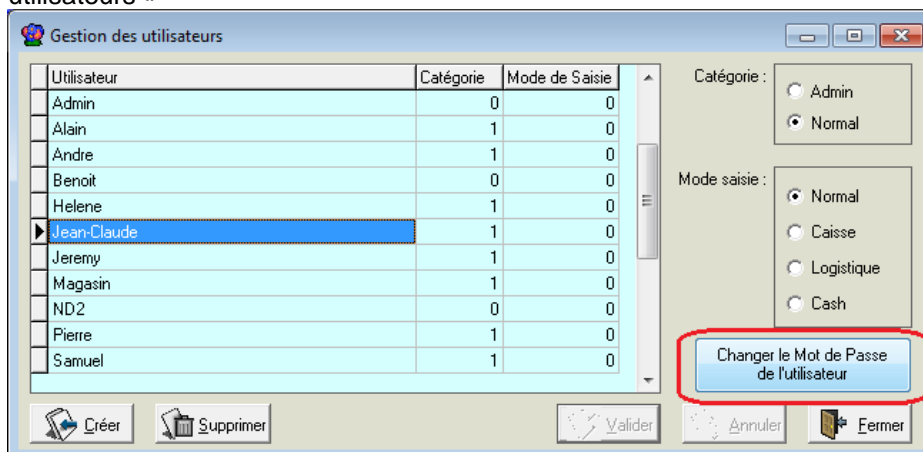 utilisateurs »
Gestion des utilisateurs
Utilisateur Catégorie Mode de Saisie
Admin 0 0
Alain 1 0
Andre 1 0
Benoit 0 0
Helene 1 0
Jean-Claude 1 0
Jeremy 1 0
Magasin 1 0
ND2 0 0
Pierre 1 0
Samuel 1 0
Catégorie :
Admin
Normal
Mode saisie :
Normal
Caisse
Logistique
Cash
Changer le Mot de Passe
de l'utilisateur
Créer Supprimer Valider Annuler Fermer